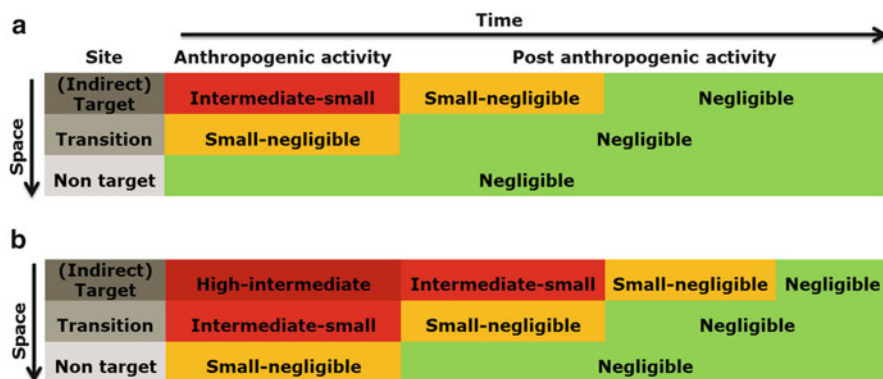 a
Time
Site Anthropogenic activity Post anthropogenic activity
Space
(Indirect)
Target Intermediate-small Small-negligible Negligible
Transition Small-negligible Negligible
Non target Negligible
b
Space
(Indirect)
Target High-intermediate Intermediate-small Small-negligible Negligible
Transition Intermediate-small Small-negligible Negligible
Non target Small-negligible Negligible